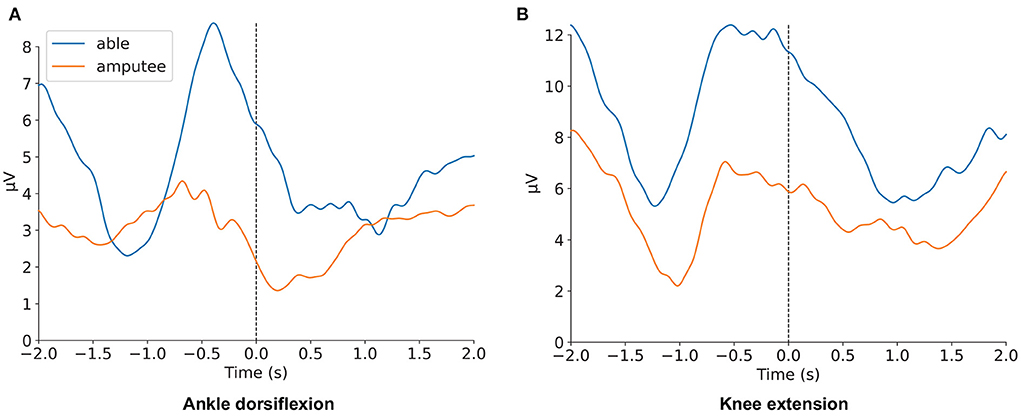 A
B
able
amputee
8
7
6
5
4
3
2
1
0
µV
−2.0 −1.5 −1.0 −0.5 0.0 0.5 1.0 1.5 2.0
Time (s)
Ankle dorsiflexion
12
10
8
6
4
2
0
µV
−2.0 −1.5 −1.0 −0.5 0.0 0.5 1.0 1.5 2.0
Time (s)
Knee extension